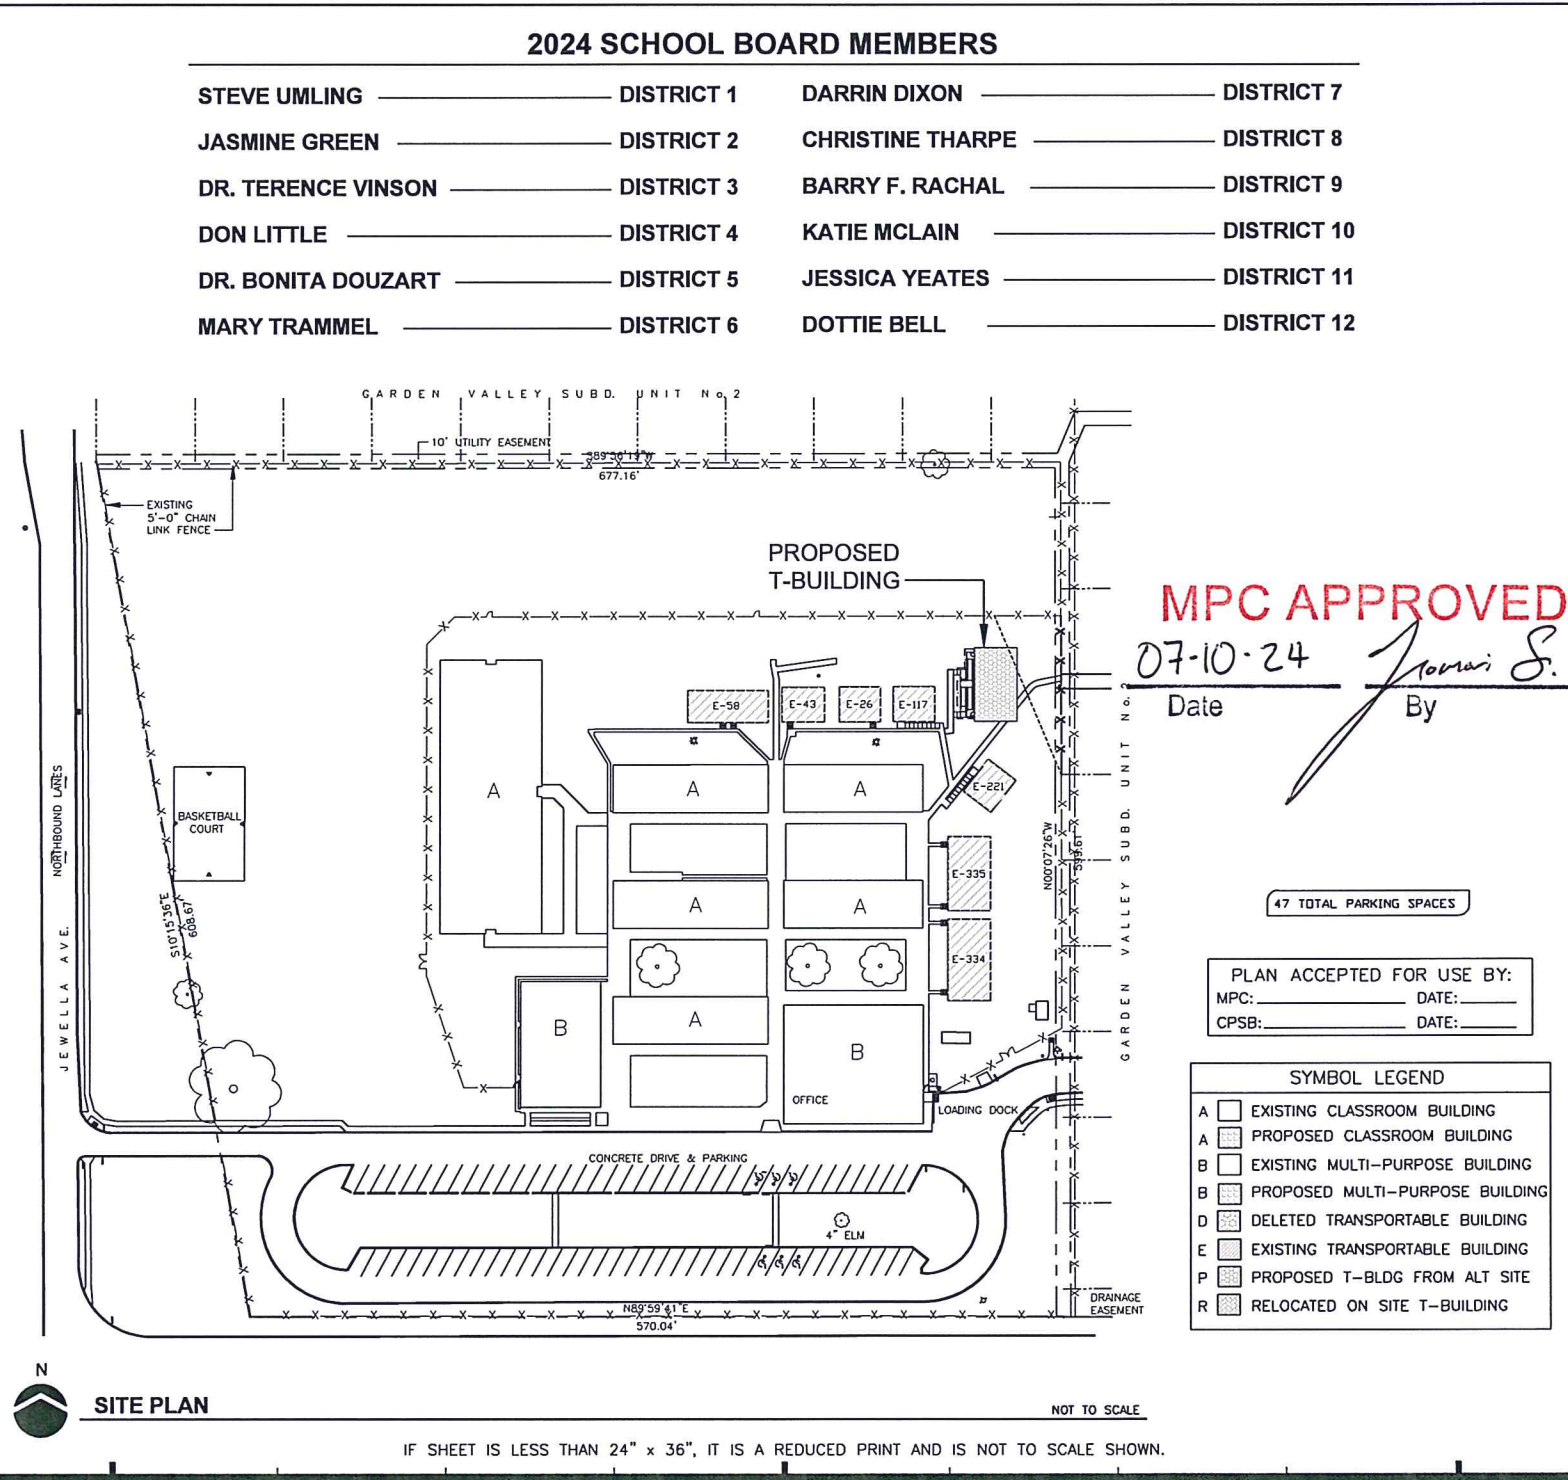 2024 SCHOOL BOARD MEMBERS
STEVE UMLING DISTRICT 1 DARRIN DIXON DISTRICT 7
JASMINE GREEN DISTRICT 2 CHRISTINE THARPE DISTRICT 8
DR. TERENCE VINSON DISTRICT 3 BARRY F. RACHAL DISTRICT 9
DON LITTLE DISTRICT 4 KATIE MCLAIN DISTRICT 10
DR. BONITA DOUZART DISTRICT 5 JESSICA YEATES DISTRICT 11
MARY TRAMMEL DISTRICT 6 DOTTIE BELL DISTRICT 12
GARDEN VALLEY SUBD. UNIT No. 2
10' UTILITY EASEMENT
677.16'
EXISTING
5'-0" CHAIN
LINK FENCE
PROPOSED
T-BUILDING
MPC APPROVED
07-10-24
Date By
E-58 E-43 E-26 E-117
E-221
A A A
BASKETBALL
COURT
NORTHBOUND LANES
JEWELLA AVE.
S10°15'36"E
608.67'
E-335
A A
E-334
A
B B
OFFICE
LOADING DOCK
N00°07'26"W
599.61'
GARDEN VALLEY SUBD. UNIT No. 2
47 TOTAL PARKING SPACES
PLAN ACCEPTED FOR USE BY:
MPC: DATE:
CPSB: DATE:
SYMBOL LEGEND
A EXISTING CLASSROOM BUILDING
A PROPOSED CLASSROOM BUILDING
B EXISTING MULTI-PURPOSE BUILDING
B PROPOSED MULTI-PURPOSE BUILDING
D DELETED TRANSPORTABLE BUILDING
E EXISTING TRANSPORTABLE BUILDING
P PROPOSED T-BLDG FROM ALT SITE
R RELOCATED ON SITE T-BUILDING
CONCRETE DRIVE & PARKING
4" ELM
N89°59'41"E
570.04'
DRAINAGE
EASEMENT
N
SITE PLAN
NOT TO SCALE
IF SHEET IS LESS THAN 24" x 36", IT IS A REDUCED PRINT AND IS NOT TO SCALE SHOWN.